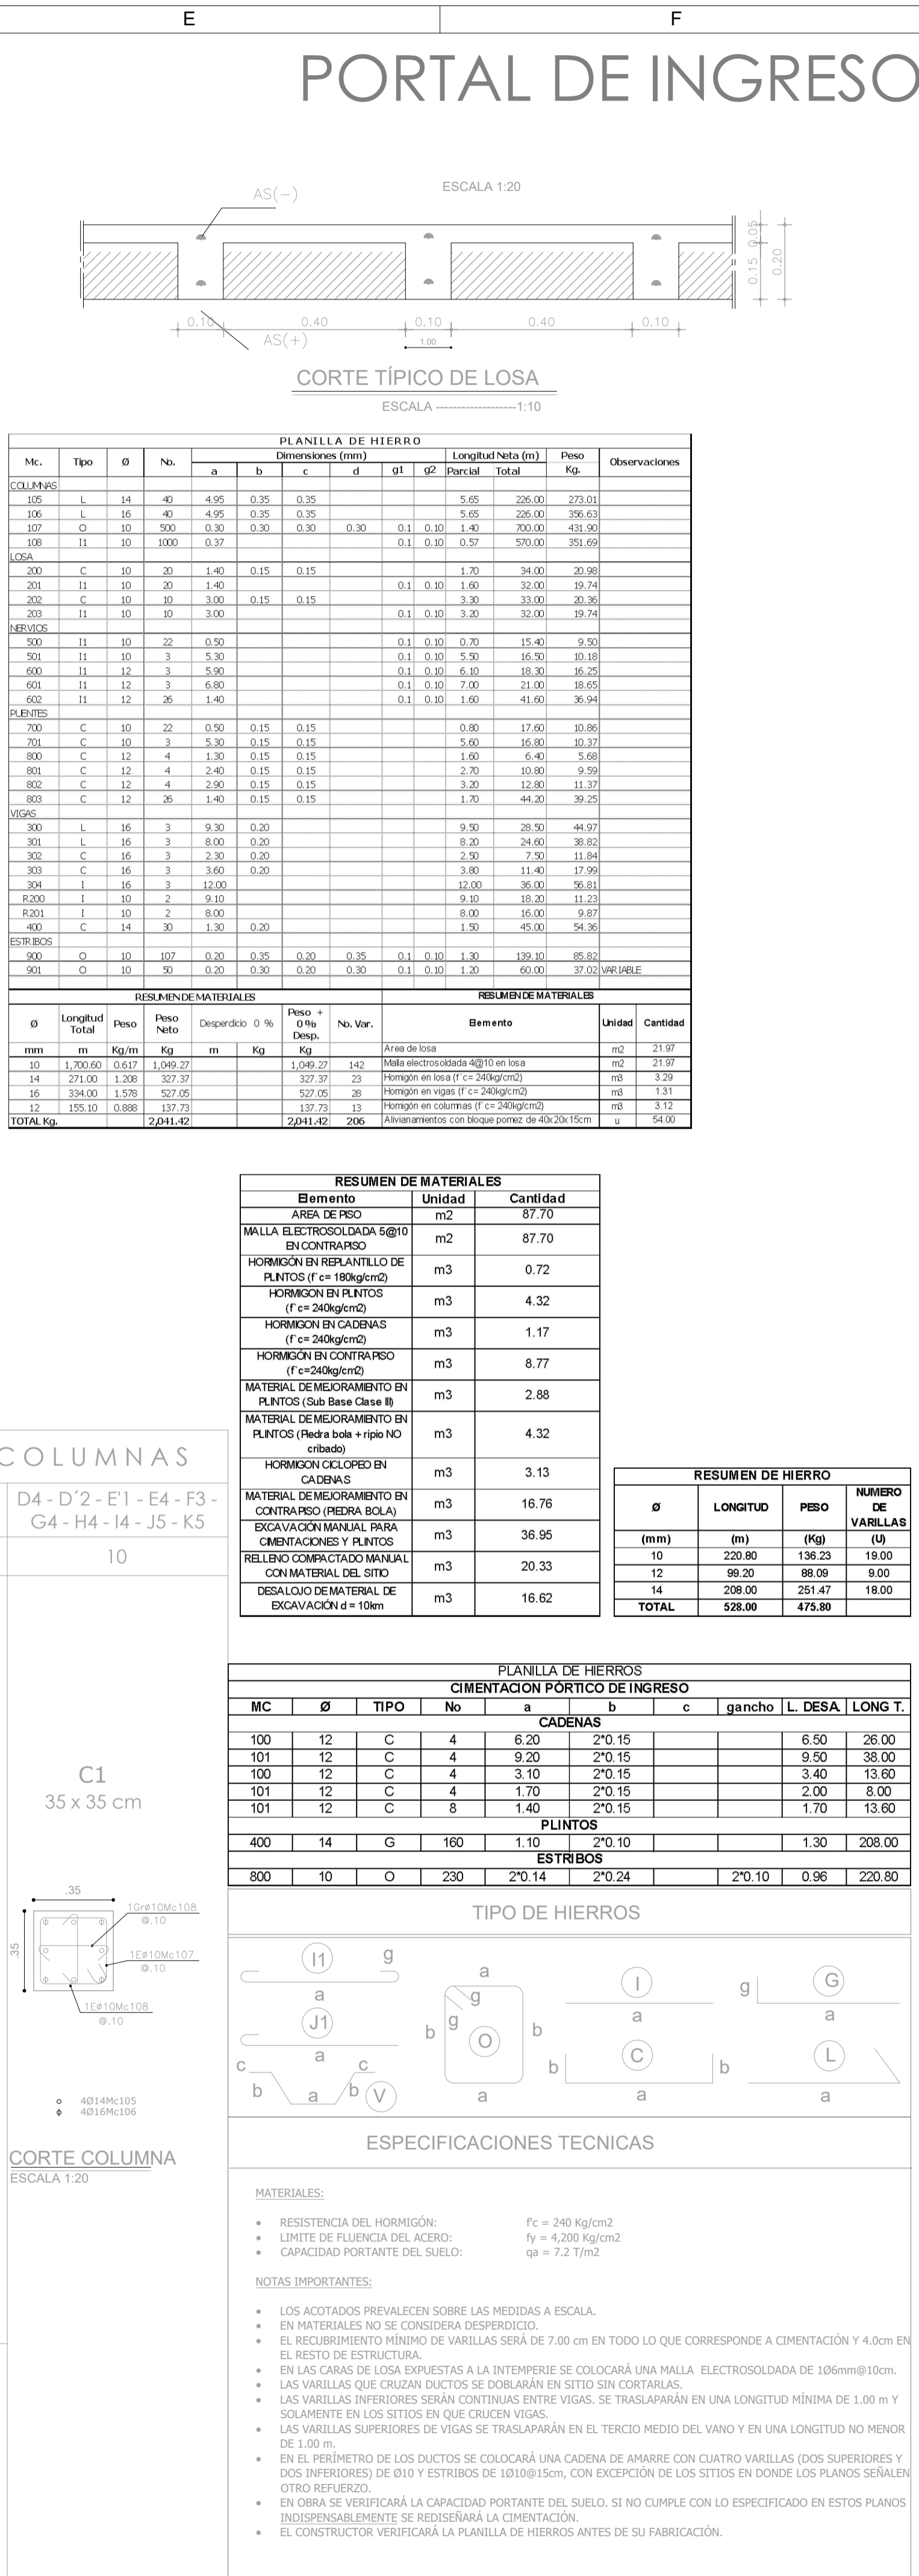 E F
PORTAL DE INGRESO
AS(-)
ESCALA 1:20
0.05
0.15
0.20
0.10 0.40 0.10 0.40 0.10
AS(+)
1.00
CORTE TÍPICO DE LOSA
ESCALA -------------------1:10
PLANILLA DE HIERRO
Mc. Tipo Ø No. Dimensiones (mm) Longitud Neta (m) Peso Observaciones
a b c d g1 g2 Parcial Total Kg.
COLUMNAS
105 L 14 40 4.95 0.35 0.35 5.65 226.00 273.01
106 L 16 40 4.95 0.35 0.35 5.65 226.00 356.63
107 O 10 500 0.30 0.30 0.30 0.30 0.1 0.10 1.40 700.00 431.90
108 I1 10 1000 0.37 0.1 0.10 0.57 570.00 351.69
LOSA
200 C 10 20 1.40 0.15 0.15 1.70 34.00 20.98
201 I1 10 20 1.40 0.1 0.10 1.60 32.00 19.74
202 C 10 10 3.00 0.15 0.15 3.30 33.00 20.36
203 I1 10 10 3.00 0.1 0.10 3.20 32.00 19.74
NERVIOS
500 I1 10 22 0.50 0.1 0.10 0.70 15.40 9.50
501 I1 10 3 5.30 0.1 0.10 5.50 16.50 10.18
600 I1 12 3 5.90 0.1 0.10 6.10 18.30 16.25
601 I1 12 3 6.80 0.1 0.10 7.00 21.00 18.65
602 I1 12 26 1.40 0.1 0.10 1.60 41.60 36.94
PUENTES
700 C 10 22 0.50 0.15 0.15 0.80 17.60 10.86
701 C 10 3 5.30 0.15 0.15 5.60 16.80 10.37
800 C 12 4 1.30 0.15 0.15 1.60 6.40 5.68
801 C 12 4 2.40 0.15 0.15 2.70 10.80 9.59
802 C 12 4 2.90 0.15 0.15 3.20 12.80 11.37
803 C 12 26 1.40 0.15 0.15 1.70 44.20 39.25
VIGAS
300 L 16 3 9.30 0.20 9.50 28.50 44.97
301 L 16 3 8.00 0.20 8.20 24.60 38.82
302 C 16 3 2.30 0.20 2.50 7.50 11.84
303 C 16 3 3.60 0.20 3.80 11.40 17.99
304 I 16 3 12.00 12.00 36.00 56.81
R200 I 10 2 9.10 9.10 18.20 11.23
R201 I 10 2 8.00 8.00 16.00 9.87
400 C 14 30 1.30 0.20 1.50 45.00 54.36
ESTRIBOS
900 O 10 107 0.20 0.35 0.20 0.35 0.1 0.10 1.30 139.10 85.82
901 O 10 50 0.20 0.30 0.20 0.30 0.1 0.10 1.20 60.00 37.02 VARIABLE
RESUMEN DE MATERIALES RESUMEN DE MATERIALES
Ø Longitud Total Peso Peso Neto Desperdicio 0 % Peso + 0 % Desp. No. Var. Elemento Unidad Cantidad
mm m Kg/m Kg m Kg Kg Area de losa m2 21.97
10 1,700.60 0.617 1,049.27 1,049.27 142 Malla electrosoldada 4@10 en losa m2 21.97
14 271.00 1.208 327.37 327.37 23 Homigón en losa (f`c= 240kg/cm2) m3 3.29
16 334.00 1.578 527.05 527.05 28 Homigón en vigas (f`c= 240kg/cm2) m3 1.31
12 155.10 0.888 137.73 137.73 13 Homigón en columnas (f`c= 240kg/cm2) m3 3.12
TOTAL Kg. 2,041.42 2,041.42 206 Alivianamientos con bloque pomez de 40x20x15cm u 54.00
RESUMEN DE MATERIALES
Elemento Unidad Cantidad
AREA DE PISO m2 87.70
MALLA ELECTROSOLDADA 5@10
EN CONTRAPISO m2 87.70
HORMIGÓN EN REPLANTILLO DE
PLINTOS (f`c= 180kg/cm2) m3 0.72
HORMIGON EN PLINTOS
(f`c= 240kg/cm2) m3 4.32
HORMIGON EN CADENAS
(f`c= 240kg/cm2) m3 1.17
HORMIGÓN EN CONTRAPISO
(f`c=240kg/cm2) m3 8.77
MATERIAL DE MEJORAMIENTO EN
PLINTOS (Sub Base Clase III) m3 2.88
MATERIAL DE MEJORAMIENTO EN
PLINTOS (Piedra bola + ripio NO
cribado) m3 4.32
HORMIGON CICLOPEO EN
CADENAS m3 3.13
MATERIAL DE MEJORAMIENTO EN
CONTRAPISO (PIEDRA BOLA) m3 16.76
EXCAVACIÓN MANUAL PARA
CIMENTACIONES Y PLINTOS m3 36.95
RELLENO COMPACTADO MANUAL
CON MATERIAL DEL SITIO m3 20.33
DESALOJO DE MATERIAL DE
EXCAVACIÓN d = 10km m3 16.62
COLUMNAS
D4 - D´2 - E'1 - E4 - F3 -
G4 - H4 - I4 - J5 - K5
10
RESUMEN DE HIERRO
Ø LONGITUD PESO NUMERO DE VARILLAS
(mm) (m) (Kg) (U)
10 220.80 136.23 19.00
12 99.20 88.09 9.00
14 208.00 251.47 18.00
TOTAL 528.00 475.80
PLANILLA DE HIERROS
CIMENTACION PÓRTICO DE INGRESO
MC Ø TIPO No a b c gancho L. DESA. LONG T.
CADENAS
100 12 C 4 6.20 2*0.15 6.50 26.00
101 12 C 4 9.20 2*0.15 9.50 38.00
100 12 C 4 3.10 2*0.15 3.40 13.60
101 12 C 4 1.70 2*0.15 2.00 8.00
101 12 C 8 1.40 2*0.15 1.70 13.60
PLINTOS
400 14 G 160 1.10 2*0.10 1.30 208.00
ESTRIBOS
800 10 O 230 2*0.14 2*0.24 2*0.10 0.96 220.80
C1
35 x 35 cm
.35
.35
1Grø10Mc108
@.10
1Eø10Mc107
@.10
1Eø10Mc108
@.10
4Ø14Mc105
4Ø16Mc106
CORTE COLUMNA
ESCALA 1:20
TIPO DE HIERROS
I1 g a
J1 a
c c b a b V
a g g b O b a
I a
b C b a
g G a
L a
ESPECIFICACIONES TECNICAS
MATERIALES:
• RESISTENCIA DEL HORMIGÓN: f'c = 240 Kg/cm2
• LIMITE DE FLUENCIA DEL ACERO: fy = 4,200 Kg/cm2
• CAPACIDAD PORTANTE DEL SUELO: qa = 7.2 T/m2
NOTAS IMPORTANTES:
• LOS ACOTADOS PREVALECEN SOBRE LAS MEDIDAS A ESCALA.
• EN MATERIALES NO SE CONSIDERA DESPERDICIO.
• EL RECUBRIMIENTO MÍNIMO DE VARILLAS SERÁ DE 7.00 cm EN TODO LO QUE CORRESPONDE A CIMENTACIÓN Y 4.0cm EN
EL RESTO DE ESTRUCTURA.
• EN LAS CARAS DE LOSA EXPUESTAS A LA INTEMPERIE SE COLOCARÁ UNA MALLA ELECTROSOLDADA DE 1Ø6mm@10cm.
• LAS VARILLAS QUE CRUZAN DUCTOS SE DOBLARÁN EN SITIO SIN CORTARLAS.
• LAS VARILLAS INFERIORES SERÁN CONTINUAS ENTRE VIGAS. SE TRASLAPARÁN EN UNA LONGITUD MÍNIMA DE 1.00 m Y
SOLAMENTE EN LOS SITIOS EN QUE CRUCEN VIGAS.
• LAS VARILLAS SUPERIORES DE VIGAS SE TRASLAPARÁN EN EL TERCIO MEDIO DEL VANO Y EN UNA LONGITUD NO MENOR
DE 1.00 m.
• EN EL PERÍMETRO DE LOS DUCTOS SE COLOCARÁ UNA CADENA DE AMARRE CON CUATRO VARILLAS (DOS SUPERIORES Y
DOS INFERIORES) DE Ø10 Y ESTRIBOS DE 1Ø10@15cm, CON EXCEPCIÓN DE LOS SITIOS EN DONDE LOS PLANOS SEÑALEN
OTRO REFUERZO.
• EN OBRA SE VERIFICARÁ LA CAPACIDAD PORTANTE DEL SUELO. SI NO CUMPLE CON LO ESPECIFICADO EN ESTOS PLANOS
INDISPENSABLEMENTE SE REDISEÑARÁ LA CIMENTACIÓN.
• EL CONSTRUCTOR VERIFICARÁ LA PLANILLA DE HIERROS ANTES DE SU FABRICACIÓN.